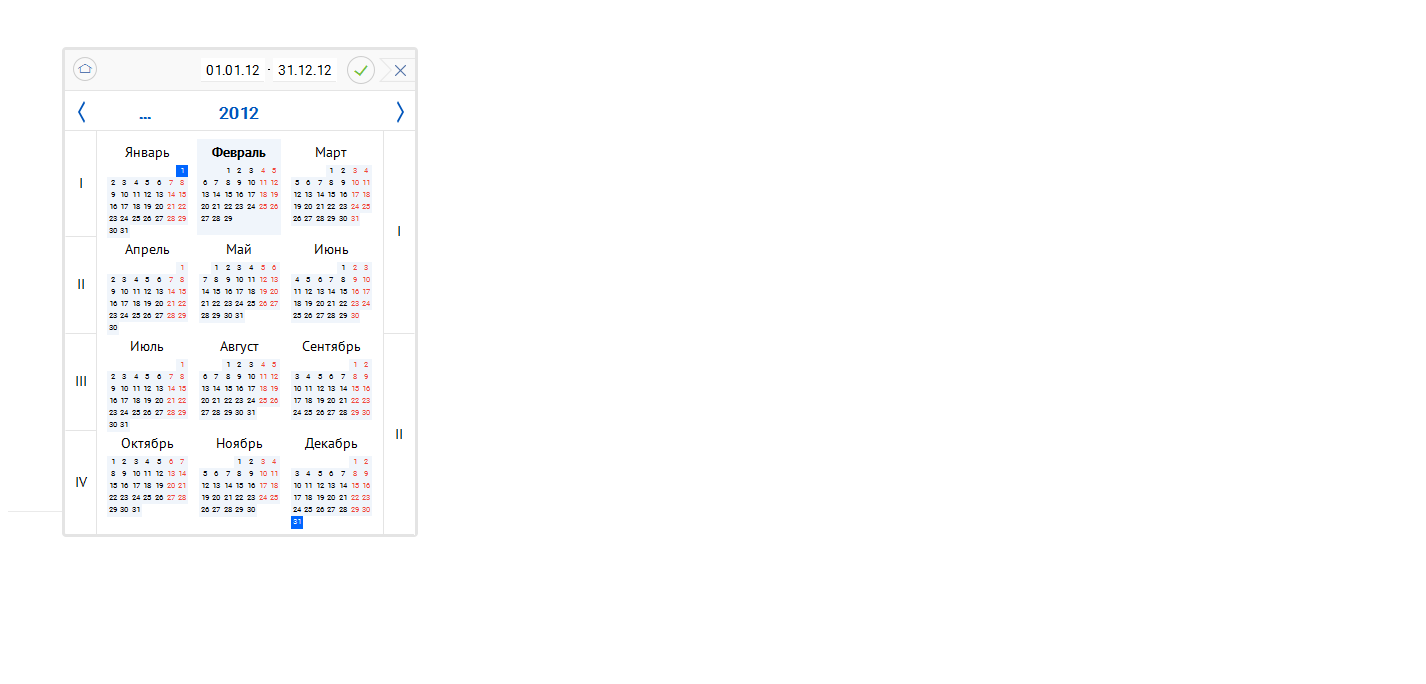 01.01.12 - 31.12.12
... 2012
Январь Февраль Март
1 1 2 3 4 5 1 2 3 4
I 2 3 4 5 6 7 8 6 7 8 9 10 11 12 5 6 7 8 9 10 11
9 10 11 12 13 14 15 13 14 15 16 17 18 19 12 13 14 15 16 17 18
16 17 18 19 20 21 22 20 21 22 23 24 25 26 19 20 21 22 23 24 25
23 24 25 26 27 28 29 27 28 29 26 27 28 29 30 31
30 31 I
Апрель Май Июнь
1 1 2 3 4 5 6 1 2 3
II 2 3 4 5 6 7 8 7 8 9 10 11 12 13 4 5 6 7 8 9 10
9 10 11 12 13 14 15 14 15 16 17 18 19 20 11 12 13 14 15 16 17
16 17 18 19 20 21 22 21 22 23 24 25 26 27 18 19 20 21 22 23 24
23 24 25 26 27 28 29 28 29 30 31 25 26 27 28 29 30
30
Июль Август Сентябрь
1 1 2 3 4 5 1 2
III 2 3 4 5 6 7 8 6 7 8 9 10 11 12 3 4 5 6 7 8 9
9 10 11 12 13 14 15 13 14 15 16 17 18 19 10 11 12 13 14 15 16
16 17 18 19 20 21 22 20 21 22 23 24 25 26 17 18 19 20 21 22 23
23 24 25 26 27 28 29 27 28 29 30 31 24 25 26 27 28 29 30
30 31 II
Октябрь Ноябрь Декабрь
1 2 3 4 5 6 7 1 2 3 4 1 2
8 9 10 11 12 13 14 5 6 7 8 9 10 11 3 4 5 6 7 8 9
IV 15 16 17 18 19 20 21 12 13 14 15 16 17 18 10 11 12 13 14 15 16
22 23 24 25 26 27 28 19 20 21 22 23 24 25 17 18 19 20 21 22 23
29 30 31 26 27 28 29 30 24 25 26 27 28 29 30
31